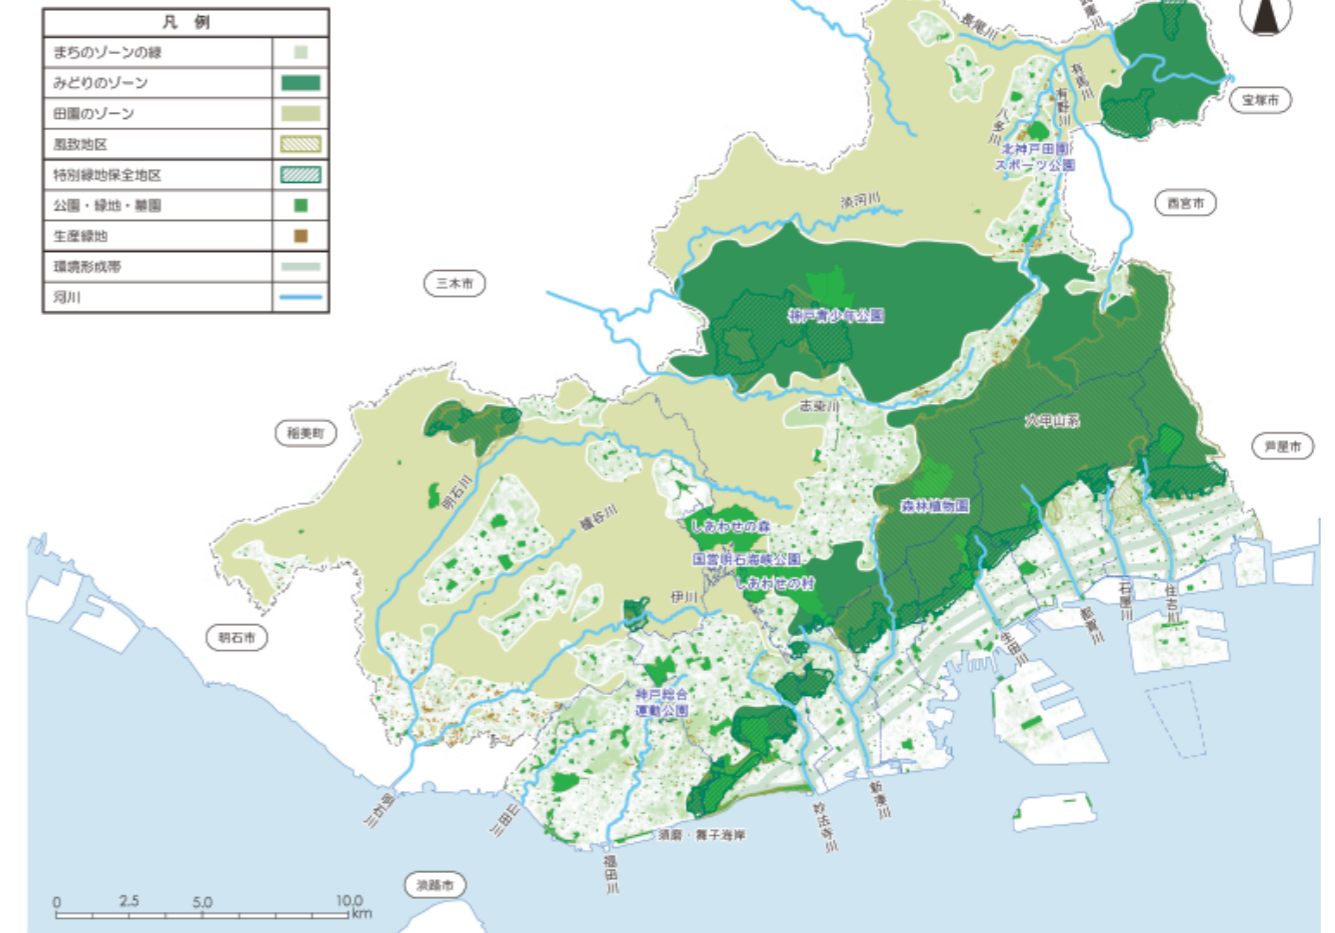 凡 例
まちのゾーンの緑
みどりのゾーン
田園のゾーン
風致地区
特別緑地保全地区
公園・緑地・墓園
生産緑地
環境形成帯
河川
長尾川
庫川
有馬川
有野川
八多川
宝塚市
北神戸田園
スポーツ公園
淡河川
西宮市
三木市
神戸青少年公園
志染川
六甲山系
稲美町
芦屋市
明石川
森林植物園
櫨谷川
しあわせの森
国営明石海峡公園
しあわせの村
伊川
明石市
生田川
都賀川
石屋川
住吉川
神戸総合
運動公園
明石川
山田川
福田川
須磨・舞子海岸
妙法寺川
新湊川
淡路市
0 2.5 5.0 10.0
km